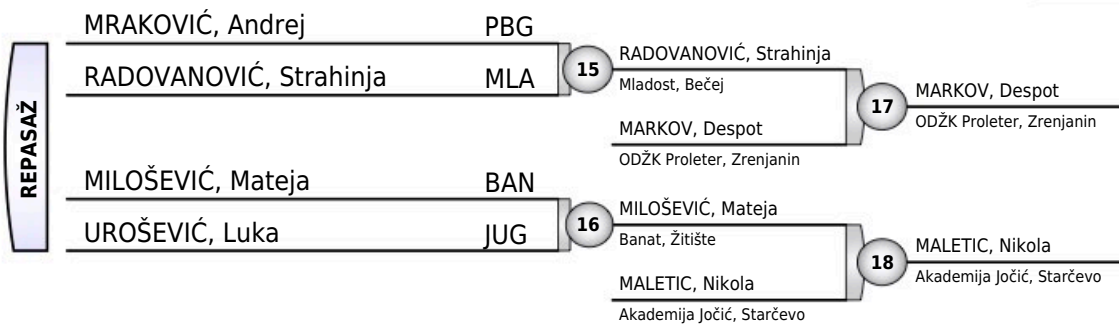 REPASAŽ
MRAKOVIĆ, Andrej PBG
RADOVANOVIĆ, Strahinja MLA
15
RADOVANOVIĆ, Strahinja
Mladost, Bečej
MARKOV, Despot
ODŽK Proleter, Zrenjanin
17
MARKOV, Despot
ODŽK Proleter, Zrenjanin
MILOŠEVIĆ, Mateja BAN
UROŠEVIĆ, Luka JUG
16
MILOŠEVIĆ, Mateja
Banat, Žitište
MALETIC, Nikola
Akademija Jočić, Starčevo
18
MALETIC, Nikola
Akademija Jočić, Starčevo